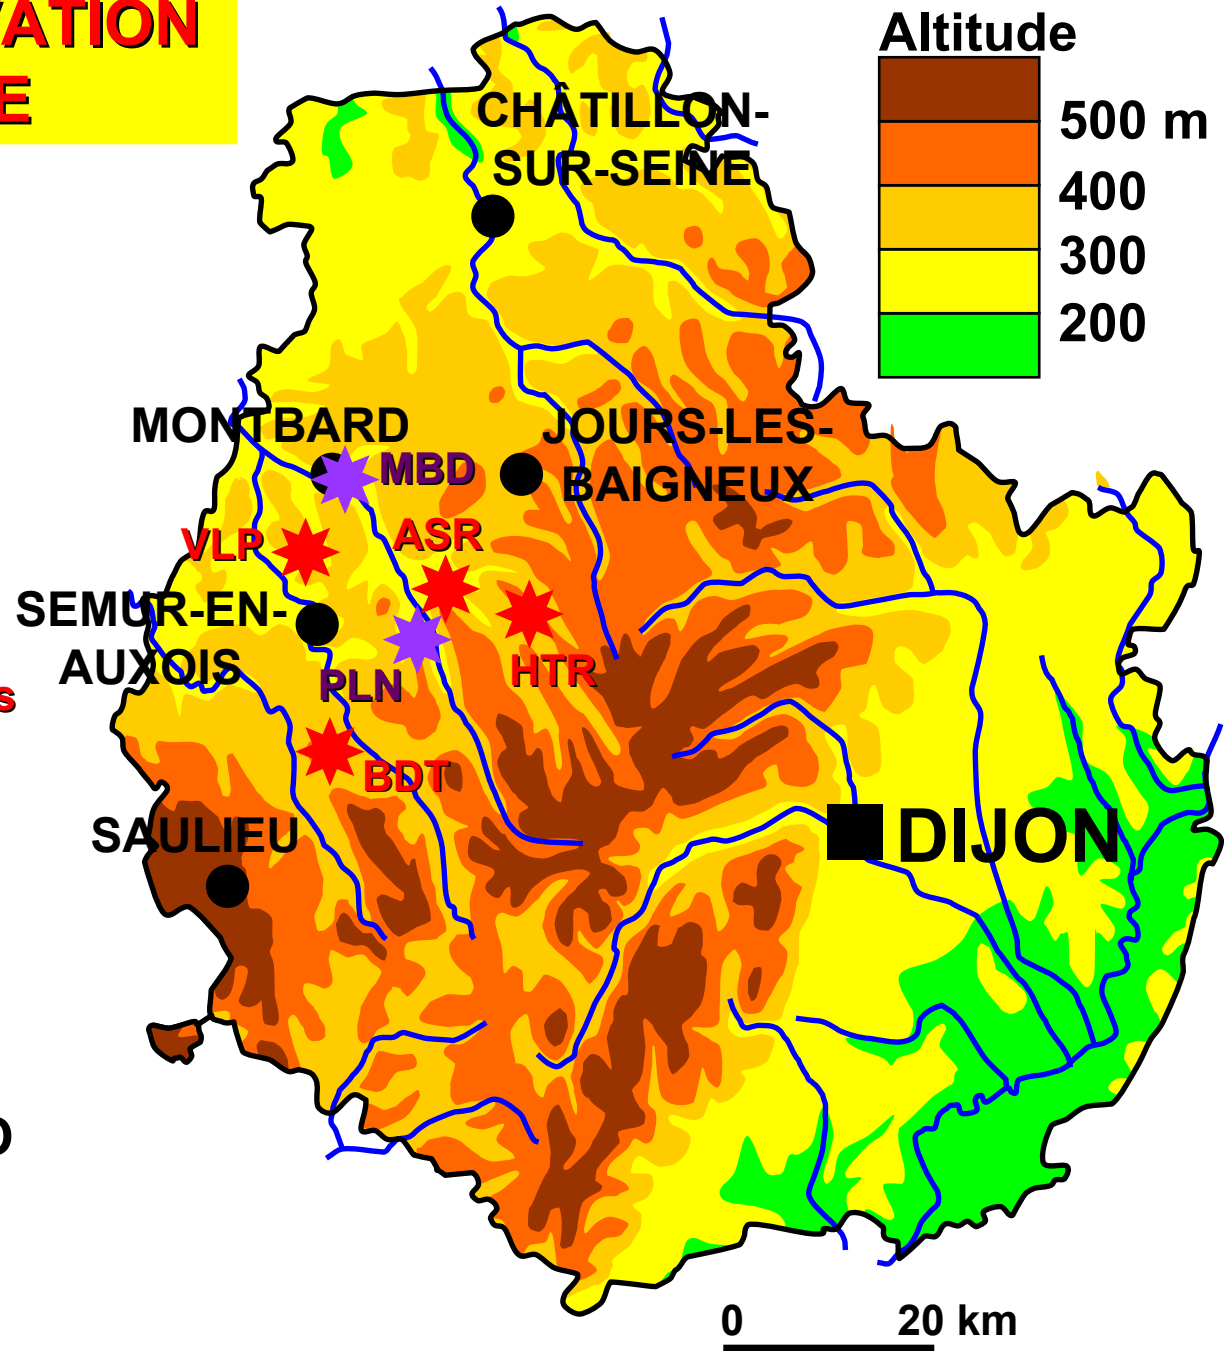 VATION
E
Altitude
500 m
400
300
200
CHÂTILLON-
SUR-SEINE
MONTBARD
MBD
JOURS-LES-
BAIGNEUX
VLP
ASR
SEMUR-EN-
AUXOIS
PLN
HTR
s
BDT
SAULIEU
DIJON
0 20 km